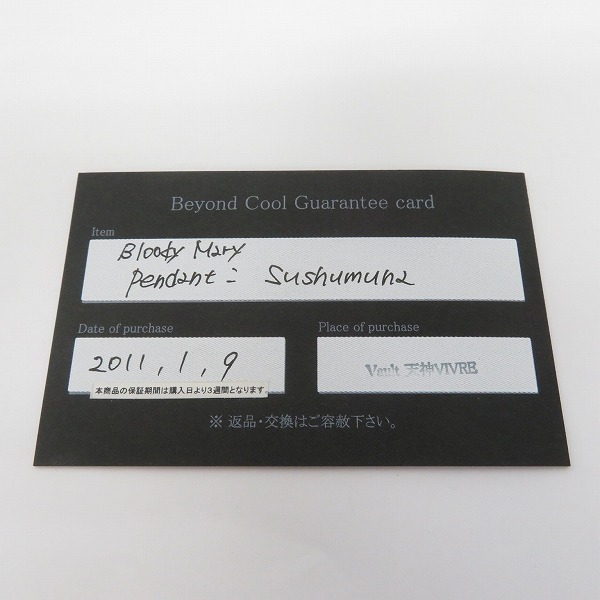 Beyond Cool Guarantee card
Item
Bloody Mary
Pendant : Sushumuna
Date of purchase
Place of purchase
2011, 1, 9
Vault 天神VIVRE
本商品の保証期間は購入日より3週間となります。
※ 返品・交換はご容赦下さい。